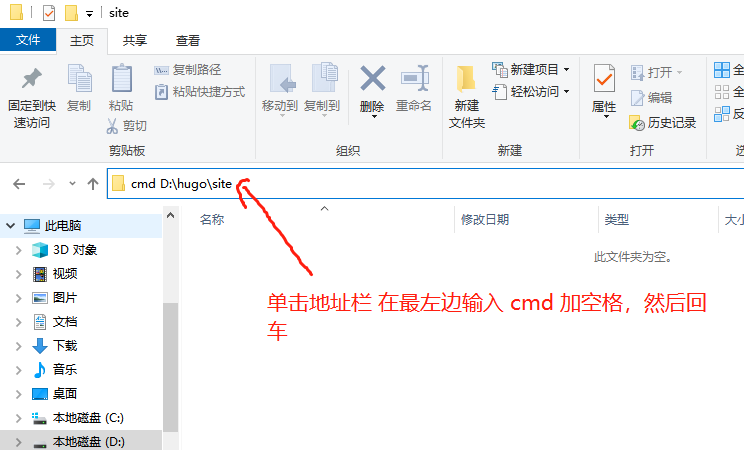 site
文件 主页 共享 查看
固定到快速访问 复制 粘贴 复制路径 粘贴快捷方式 剪切 移动到 复制到 删除 重命名 新建文件夹 新建项目 轻松访问 属性 打开 编辑 历史记录 全 全
剪贴板 组织 新建 打开
cmd D:\hugo\site
名称 修改日期 类型 大小
此文件夹为空。
单击地址栏 在最左边输入 cmd 加空格，然后回
车
此电脑
3D 对象
视频
图片
文档
下载
音乐
桌面
本地磁盘 (C:)
本地磁盘 (D:)